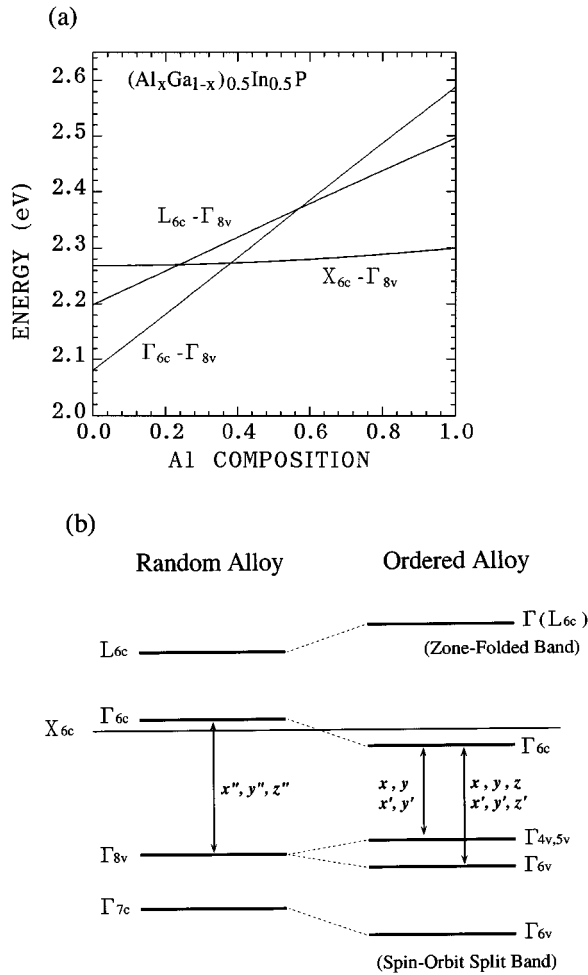 (a)
(AlxGa1-x)0.5In0.5P
2.6
2.5
2.4
2.3
2.2
2.1
2.0
ENERGY (eV)
L6c -Γ8v
X6c -Γ8v
Γ6c -Γ8v
0.0 0.2 0.4 0.6 0.8 1.0
Al COMPOSITION
(b)
Random Alloy Ordered Alloy
Γ(L6c)
L6c
(Zone-Folded Band)
Γ6c
X6c
Γ6c
x", y", z"
x , y
x', y'
x , y, z
x', y', z'
Γ4v,5v
Γ8v
Γ6v
Γ7c
Γ6v
(Spin-Orbit Split Band)